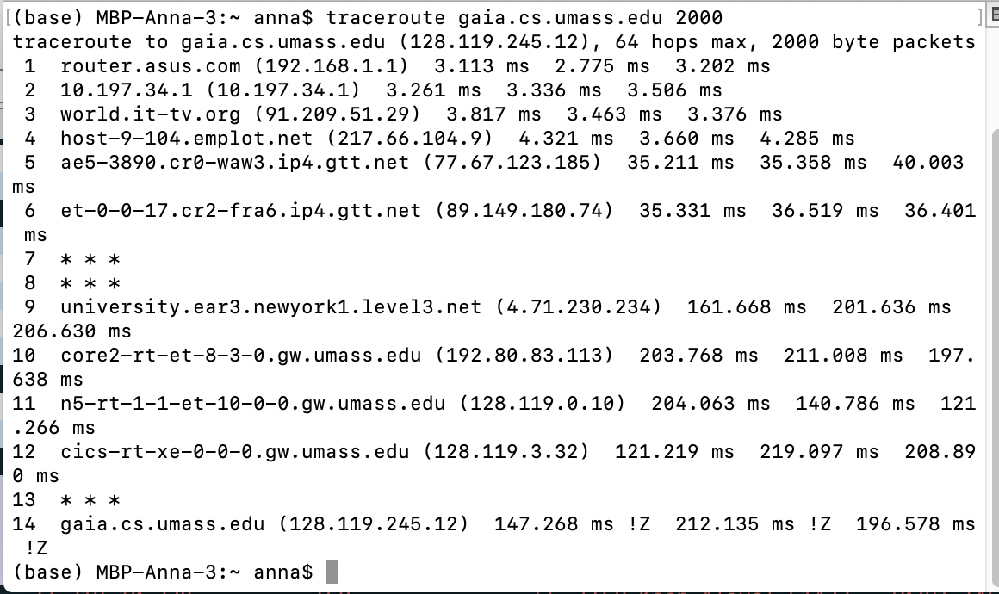 [(base) MBP-Anna-3:~ anna$ traceroute gaia.cs.umass.edu 2000 ]
traceroute to gaia.cs.umass.edu (128.119.245.12), 64 hops max, 2000 byte packets
 1  router.asus.com (192.168.1.1)  3.113 ms  2.775 ms  3.202 ms
 2  10.197.34.1 (10.197.34.1)  3.261 ms  3.336 ms  3.506 ms
 3  world.it-tv.org (91.209.51.29)  3.817 ms  3.463 ms  3.376 ms
 4  host-9-104.emplot.net (217.66.104.9)  4.321 ms  3.660 ms  4.285 ms
 5  ae5-3890.cr0-waw3.ip4.gtt.net (77.67.123.185)  35.211 ms  35.358 ms  40.003
ms
 6  et-0-0-17.cr2-fra6.ip4.gtt.net (89.149.180.74)  35.331 ms  36.519 ms  36.401
 ms
 7  * * *
 8  * * *
 9  university.ear3.newyork1.level3.net (4.71.230.234)  161.668 ms  201.636 ms
206.630 ms
10  core2-rt-et-8-3-0.gw.umass.edu (192.80.83.113)  203.768 ms  211.008 ms  197.
638 ms
11  n5-rt-1-1-et-10-0-0.gw.umass.edu (128.119.0.10)  204.063 ms  140.786 ms  121
.266 ms
12  cics-rt-xe-0-0-0.gw.umass.edu (128.119.3.32)  121.219 ms  219.097 ms  208.89
0 ms
13  * * *
14  gaia.cs.umass.edu (128.119.245.12)  147.268 ms !Z  212.135 ms !Z  196.578 ms
 !Z
(base) MBP-Anna-3:~ anna$